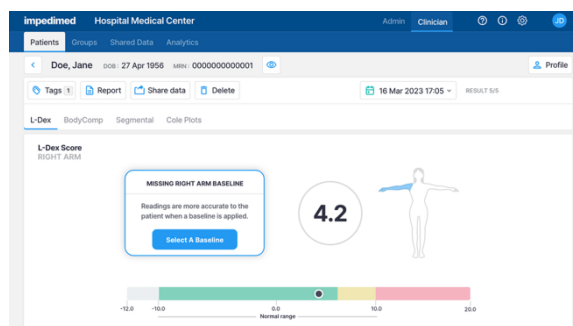 impedimed Hospital Medical Center Admin Clinician JD
Patients Groups Shared Data Analytics
Doe, Jane DOB: 27 Apr 1956 MRN: 0000000000001 Profile
Tags 1 Report Share data Delete 16 Mar 2023 17:05 RESULT 5/5
L-Dex BodyComp Segmental Cole Plots
L-Dex Score
RIGHT ARM
MISSING RIGHT ARM BASELINE
Readings are more accurate to the
patient when a baseline is applied.
Select A Baseline
4.2
-12.0 -10.0 0.0 10.0 20.0
Normal range